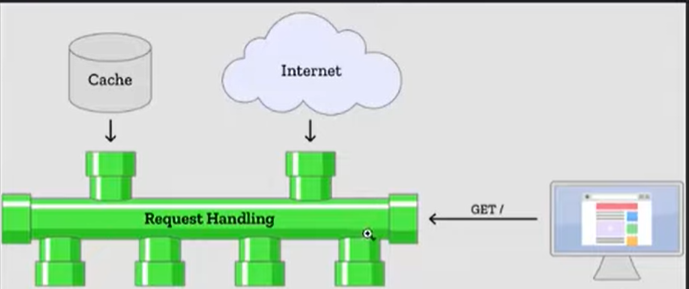 Cache
Internet
Request Handling
GET /